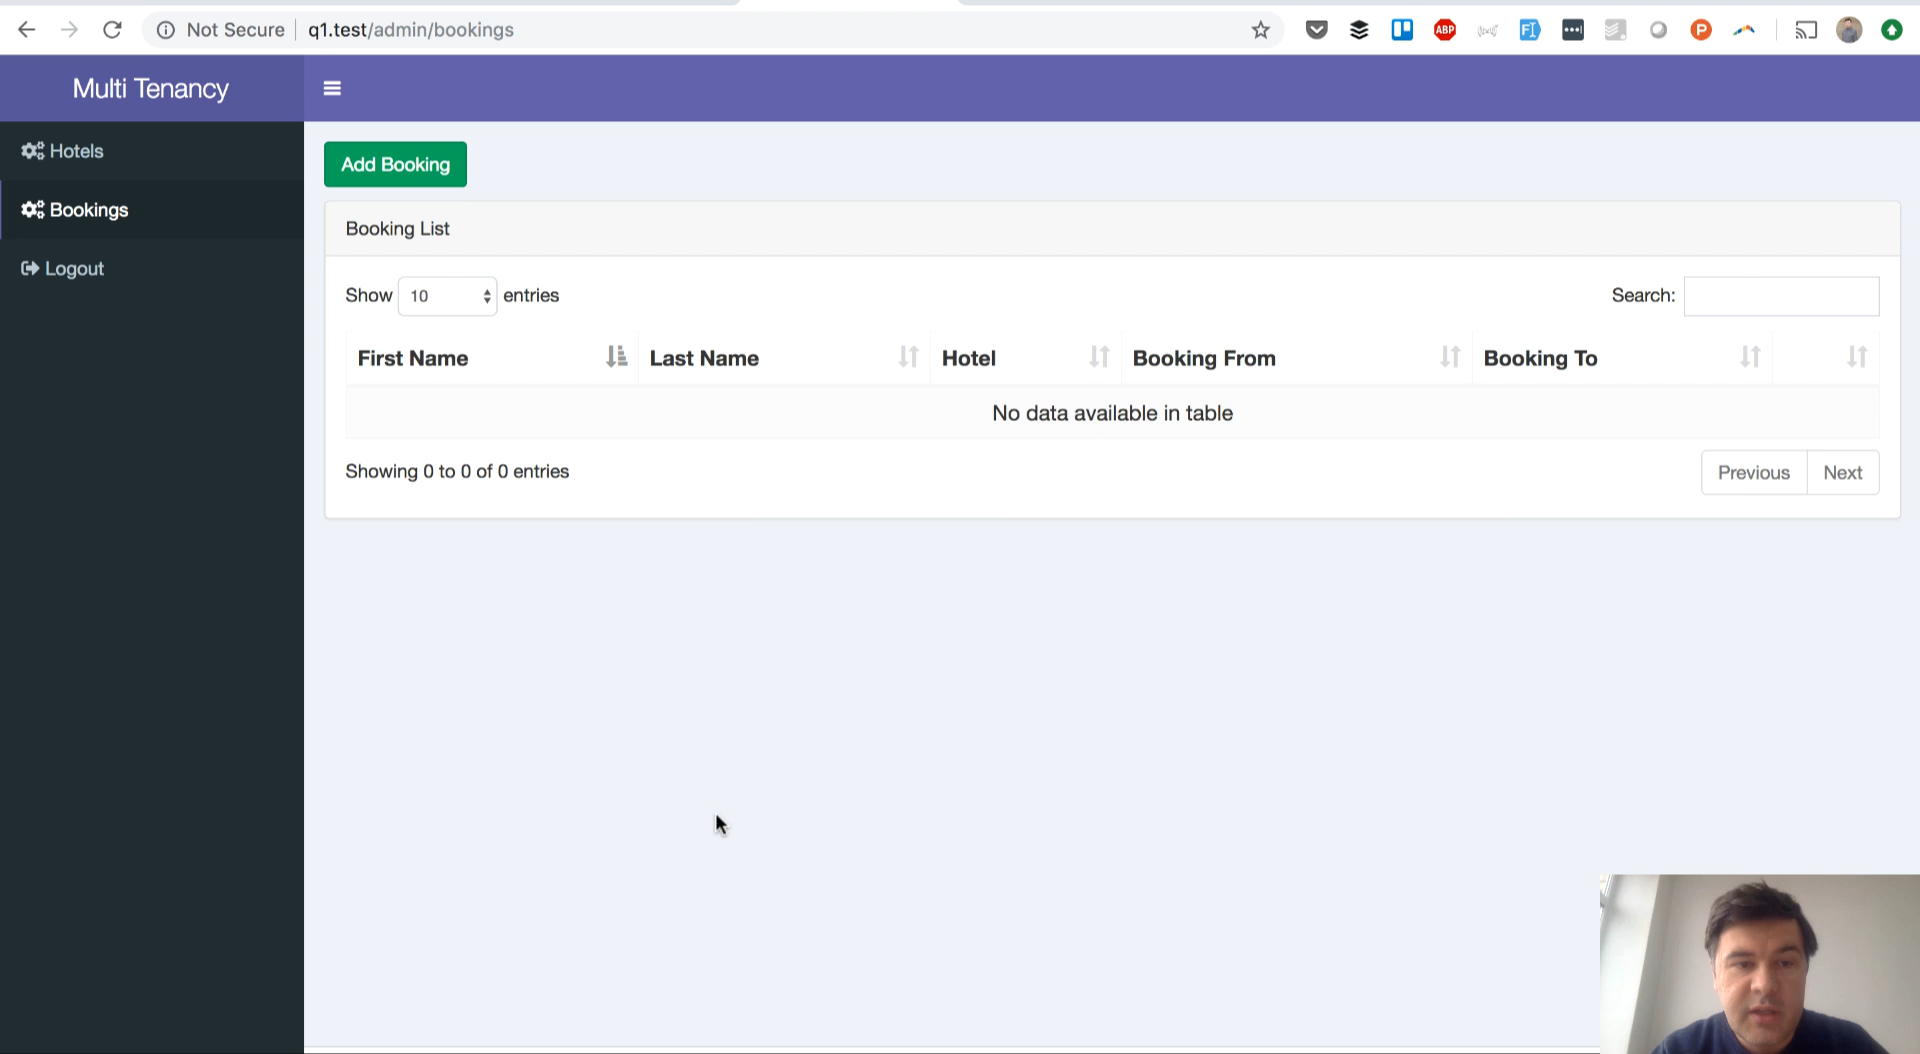 Not Secure q1.test/admin/bookings
ABP
P
Multi Tenancy
Hotels
Bookings
Logout
Add Booking
Booking List
Show 10 entries
Search:
First Name Last Name Hotel Booking From Booking To
No data available in table
Showing 0 to 0 of 0 entries
Previous Next